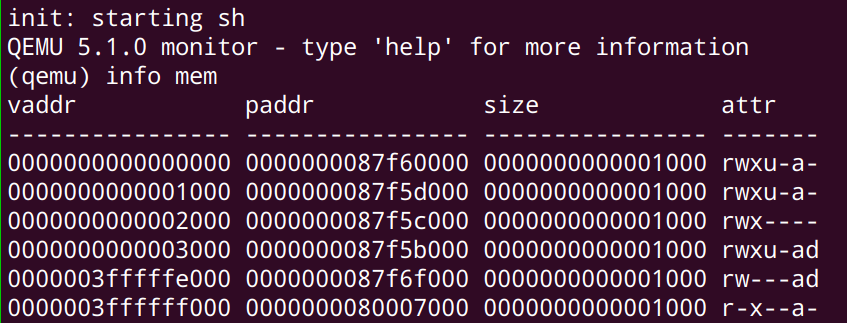 init: starting sh
QEMU 5.1.0 monitor - type 'help' for more information
(qemu) info mem
vaddr            paddr            size             attr
---------------- ---------------- ---------------- -------
0000000000000000 0000000087f60000 0000000000001000 rwxu-a-
0000000000001000 0000000087f5d000 0000000000001000 rwxu-a-
0000000000002000 0000000087f5c000 0000000000001000 rwx----
0000000000003000 0000000087f5b000 0000000000001000 rwxu-ad
0000003fffffe000 0000000087f6f000 0000000000001000 rw---ad
0000003ffffff000 0000000080007000 0000000000001000 r-x--a-